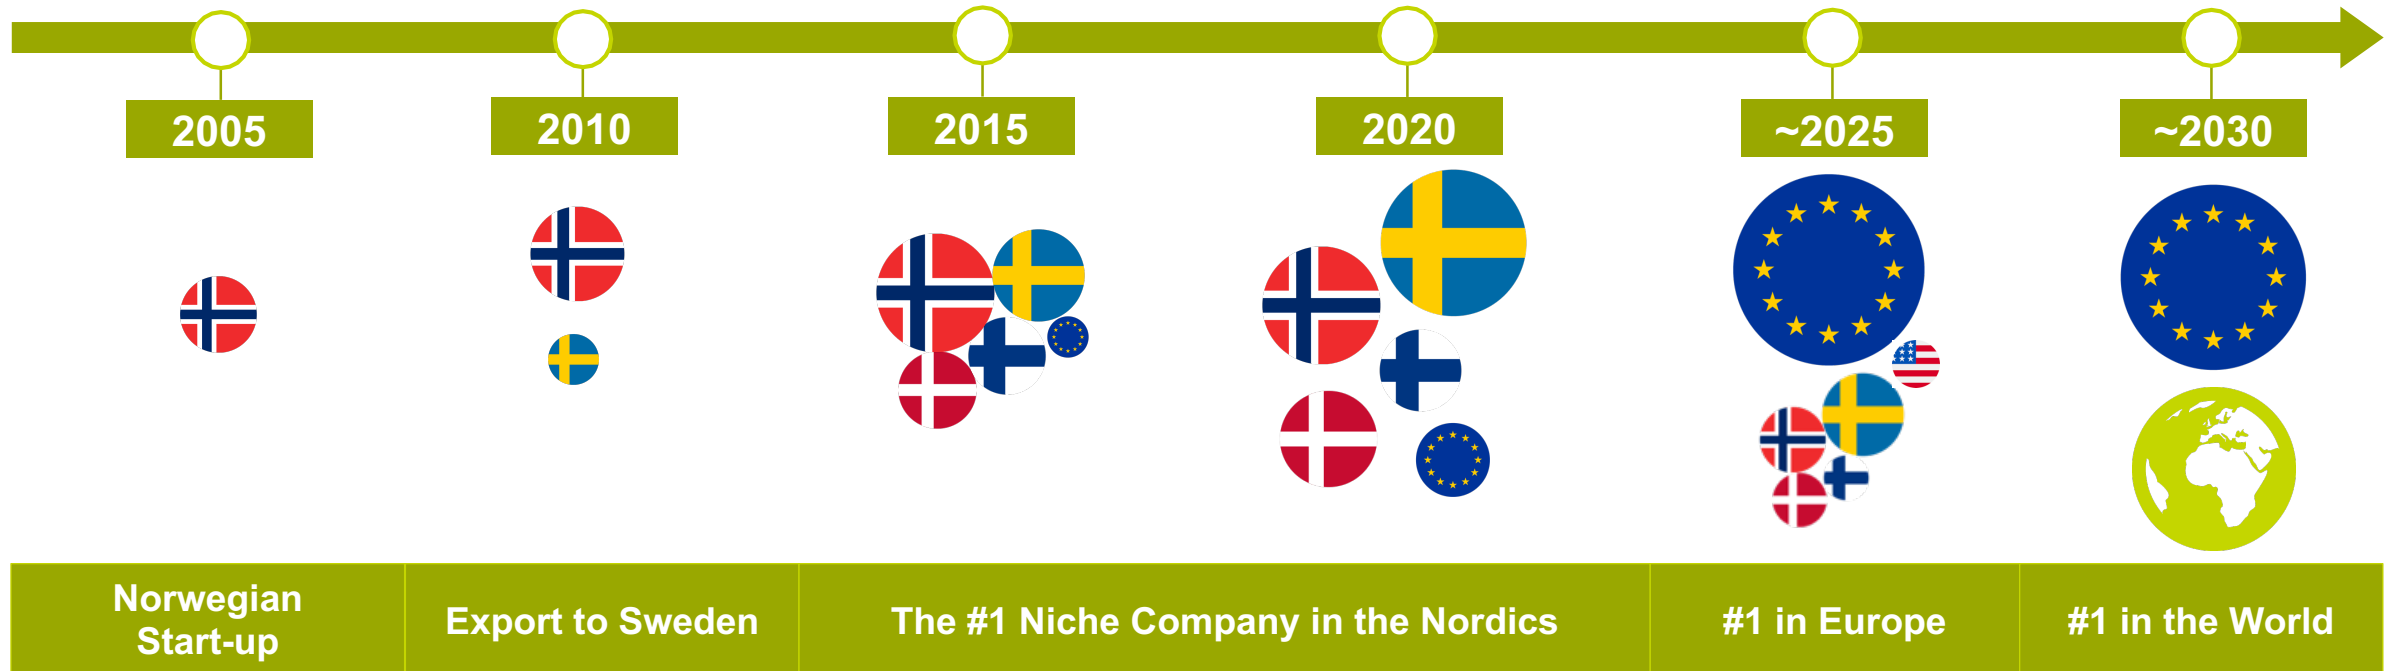 2005
2010
2015
2020
~2025
~2030
Norwegian
Start-up
Export to Sweden
The #1 Niche Company in the Nordics
#1 in Europe
#1 in the World